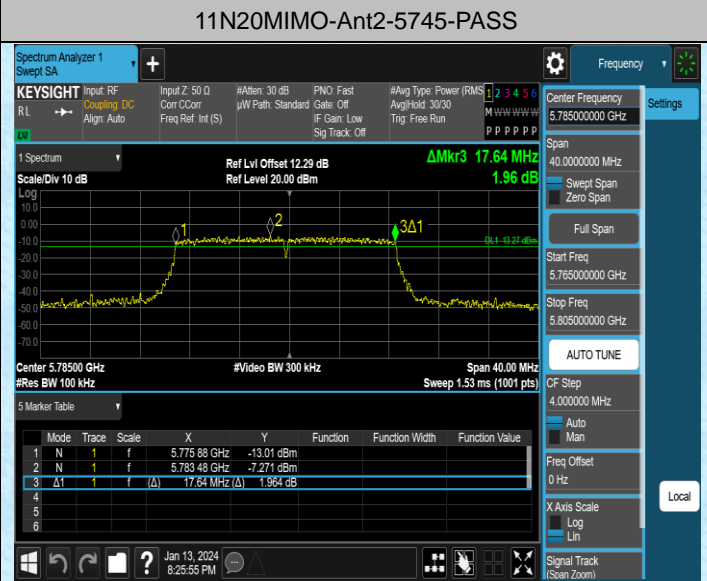 11N20MIMO-Ant2-5745-PASS
Spectrum Analyzer 1
Swept SA
Frequency
KEYSIGHT
RL
Input: RF
Coupling: DC
Align: Auto
Input Z: 50 Ω
Corr CCorr
Freq Ref: Int (S)
#Atten: 30 dB
µW Path: Standard
PNO: Fast
Gate: Off
IF Gain: Low
Sig Track: Off
#Avg Type: Power (RMS
Avg|Hold: 30/30
Trig: Free Run
1 2 3 4 5 6
M W W W W W
P P P P P P
1 Spectrum
Scale/Div 10 dB
Log
Ref Lvl Offset 12.29 dB
Ref Level 20.00 dBm
ΔMkr3 17.64 MHz
1.96 dB
10.0
0.00
-10.0
-20.0
-30.0
-40.0
-50.0
-60.0
-70.0
1
2
3Δ1
DL1 -13.27 dBm
Center 5.78500 GHz
#Res BW 100 kHz
#Video BW 300 kHz
Span 40.00 MHz
Sweep 1.53 ms (1001 pts)
5 Marker Table
Mode Trace Scale X Y Function Function Width Function Value
1 N 1 f 5.775 88 GHz -13.01 dBm
2 N 1 f 5.783 48 GHz -7.271 dBm
3 Δ1 1 f (Δ) 17.64 MHz (Δ) 1.964 dB
4
5
6
Jan 13, 2024
8:25:55 PM
Center Frequency
5.785000000 GHz
Span
40.0000000 MHz
Swept Span
Zero Span
Full Span
Start Freq
5.765000000 GHz
Stop Freq
5.805000000 GHz
AUTO TUNE
CF Step
4.000000 MHz
Auto
Man
Freq Offset
0 Hz
X Axis Scale
Log
Lin
Signal Track
(Span Zoom)
Settings
Local